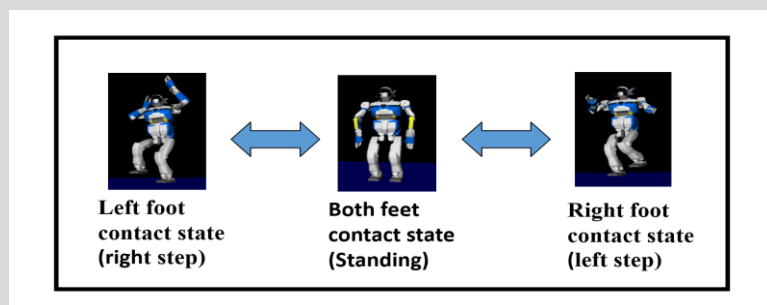 Left foot
contact state
(right step)
Both feet
contact state
(Standing)
Right foot
contact state
(left step)